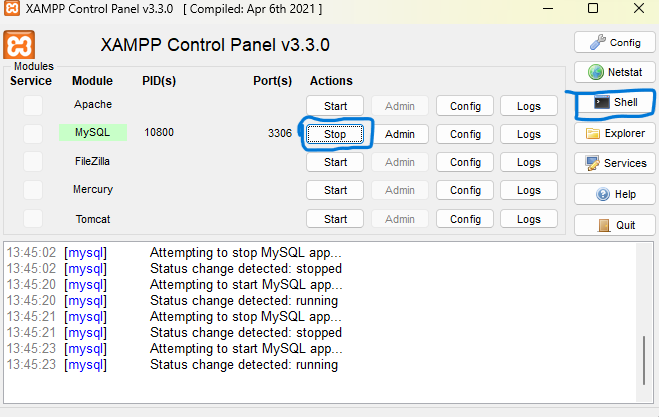 XAMPP Control Panel v3.3.0 [ Compiled: Apr 6th 2021 ]
XAMPP Control Panel v3.3.0
Config
Modules
Service Module PID(s) Port(s) Actions
Netstat
Apache Start Admin Config Logs
Shell
MySQL 10800 3306 Stop Admin Config Logs
Explorer
FileZilla Start Admin Config Logs
Services
Mercury Start Admin Config Logs
Help
Tomcat Start Admin Config Logs
Quit
13:45:02 [mysql] Attempting to stop MySQL app...
13:45:02 [mysql] Status change detected: stopped
13:45:20 [mysql] Attempting to start MySQL app...
13:45:20 [mysql] Status change detected: running
13:45:21 [mysql] Attempting to stop MySQL app...
13:45:21 [mysql] Status change detected: stopped
13:45:23 [mysql] Attempting to start MySQL app...
13:45:23 [mysql] Status change detected: running